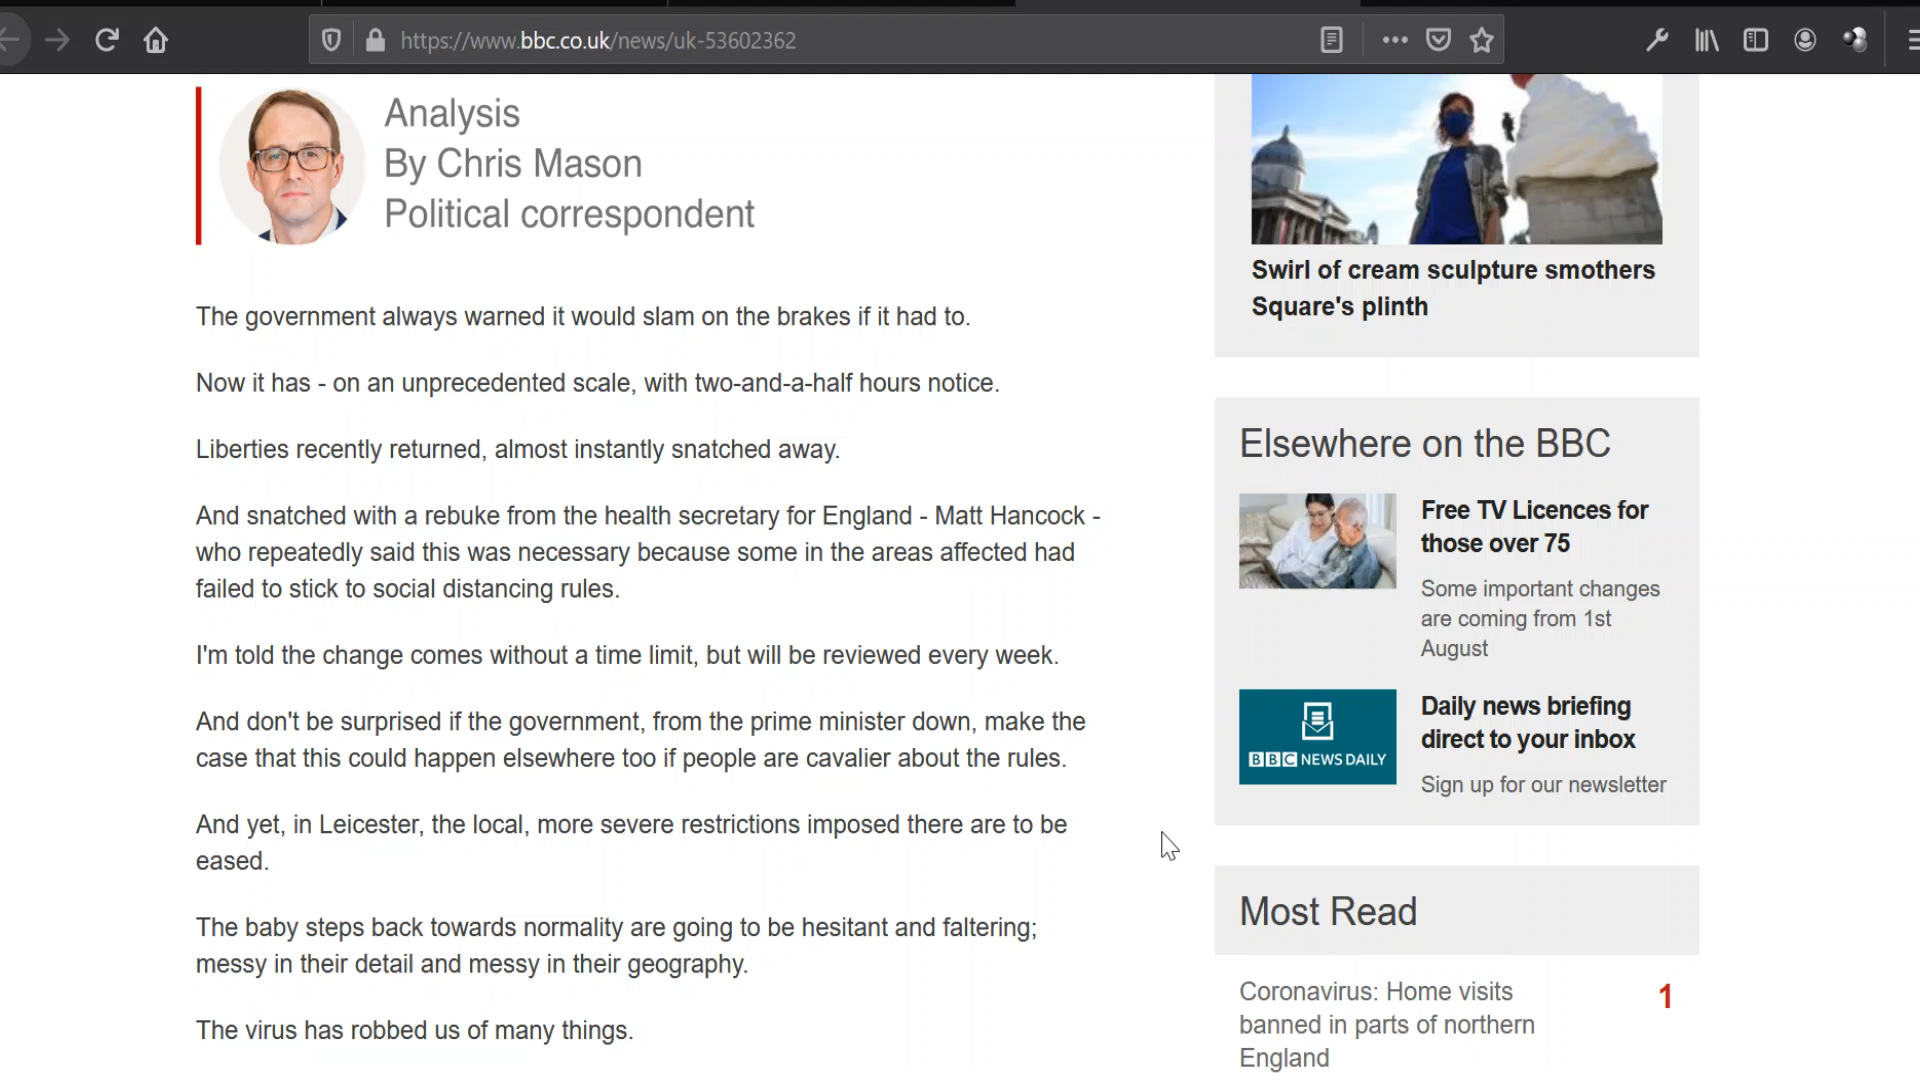 https://www.bbc.co.uk/news/uk-53602362
Analysis
By Chris Mason
Political correspondent
The government always warned it would slam on the brakes if it had to.
Now it has - on an unprecedented scale, with two-and-a-half hours notice.
Liberties recently returned, almost instantly snatched away.
And snatched with a rebuke from the health secretary for England - Matt Hancock -
who repeatedly said this was necessary because some in the areas affected had
failed to stick to social distancing rules.
I'm told the change comes without a time limit, but will be reviewed every week.
And don't be surprised if the government, from the prime minister down, make the
case that this could happen elsewhere too if people are cavalier about the rules.
And yet, in Leicester, the local, more severe restrictions imposed there are to be
eased.
The baby steps back towards normality are going to be hesitant and faltering;
messy in their detail and messy in their geography.
The virus has robbed us of many things.
Swirl of cream sculpture smothers
Square's plinth
Elsewhere on the BBC
Free TV Licences for
those over 75
Some important changes
are coming from 1st
August
BBC NEWS DAILY
Daily news briefing
direct to your inbox
Sign up for our newsletter
Most Read
Coronavirus: Home visits
banned in parts of northern
England
1